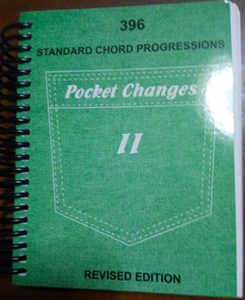 396
STANDARD CHORD PROGRESSIONS
Pocket Changes
II
REVISED EDITION